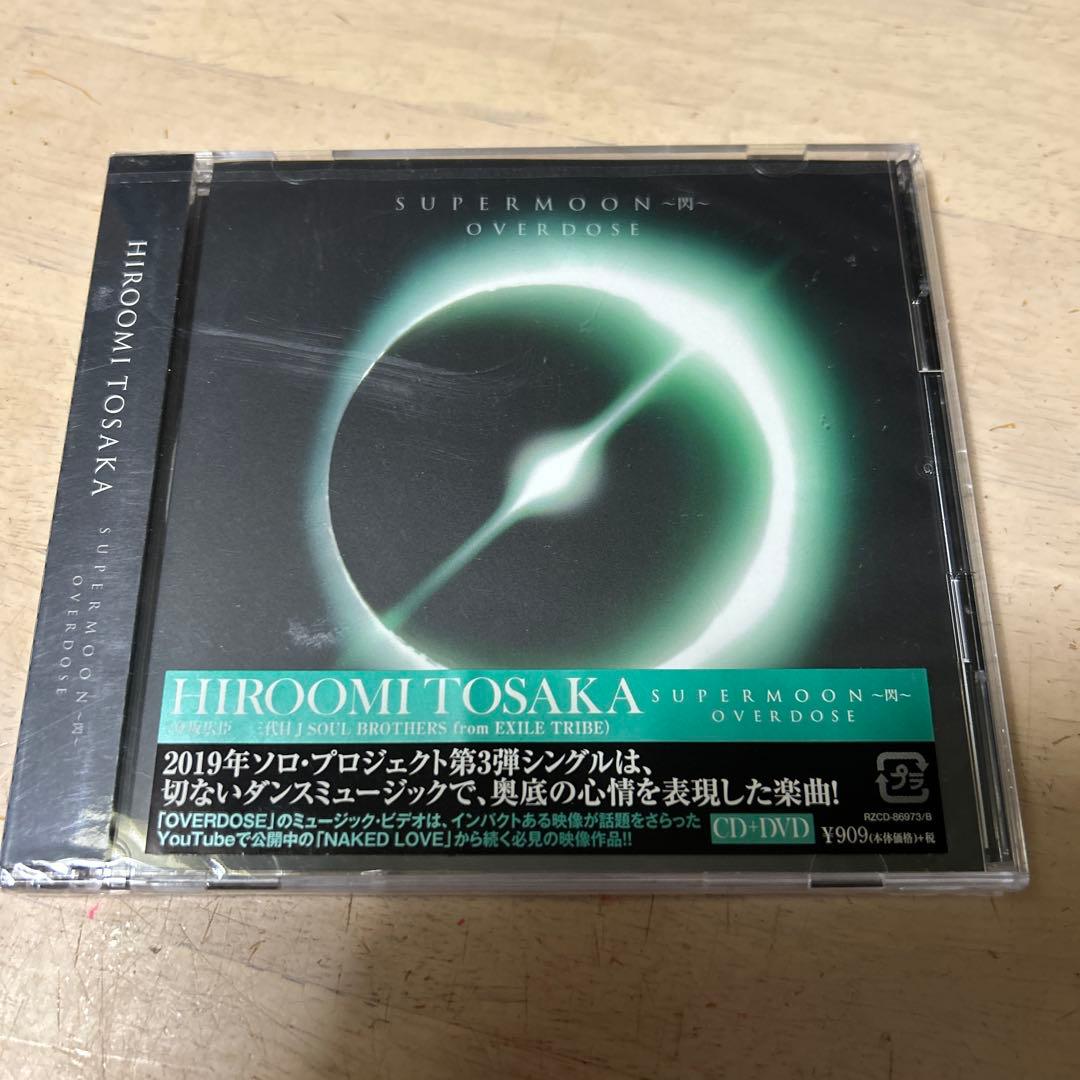 SUPERMOON ~閃~
OVERDOSE
HIROOMI TOSAKA
SUPERMOON ~閃~
OVERDOSE
HIROOMI TOSAKA
SUPERMOON ~閃~
OVERDOSE
三代目 J SOUL BROTHERS from EXILE TRIBE)
2019年ソロ・プロジェクト第3弾シングルは、
切ないダンスミュージックで、奥底の心情を表現した楽曲!
「OVERDOSE」のミュージック・ビデオは、インパクトある映像が話題をさらった
YouTubeで公開中の「NAKED LOVE」から続く必見の映像作品!!
CD+DVD
プラ
RZCD-86973/B
¥909(本体価格)+税